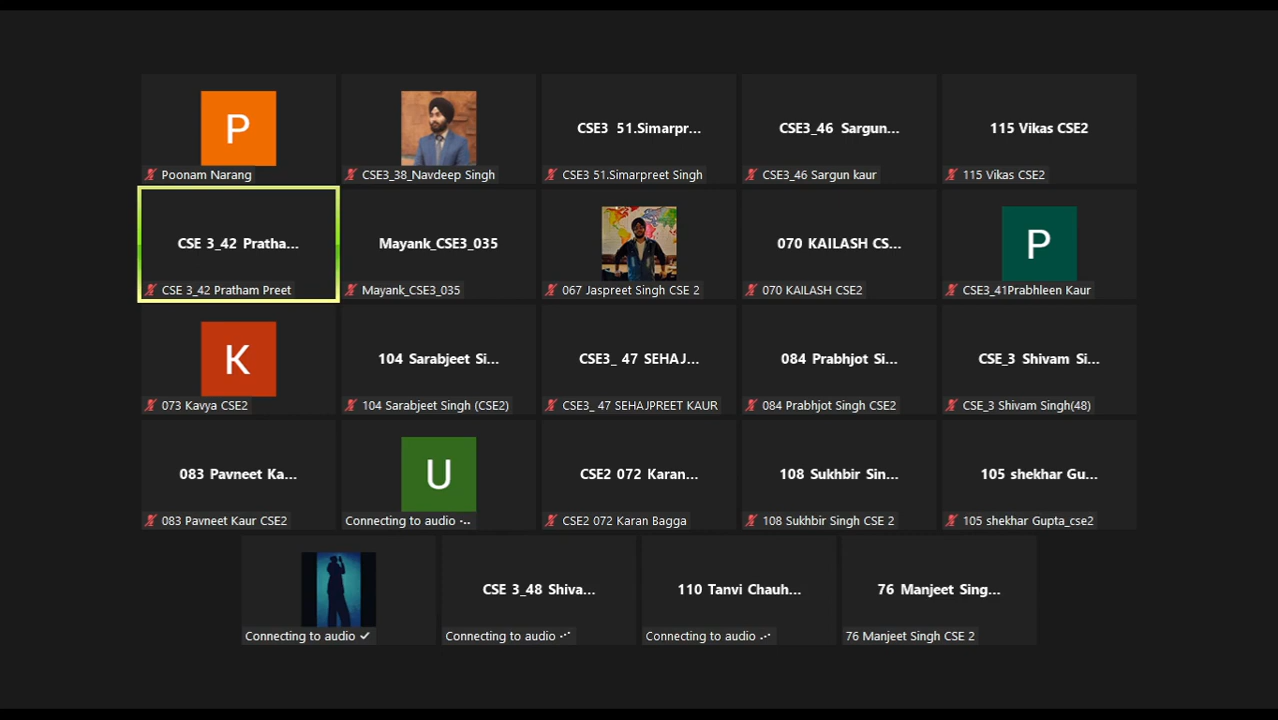 P
Poonam Narang
CSE3_38_Navdeep Singh
CSE3 51.Simarpr...
CSE3 51.Simarpreet Singh
CSE3_46 Sargun...
CSE3_46 Sargun kaur
115 Vikas CSE2
115 Vikas CSE2
CSE 3_42 Pratha...
CSE 3_42 Pratham Preet
Mayank_CSE3_035
Mayank_CSE3_035
067 Jaspreet Singh CSE 2
070 KAILASH CS...
070 KAILASH CSE2
P
CSE3_41Prabhleen Kaur
K
073 Kavya CSE2
104 Sarabjeet Si...
104 Sarabjeet Singh (CSE2)
CSE3_ 47 SEHAJ...
CSE3_ 47 SEHAJPREET KAUR
084 Prabhjot Si...
084 Prabhjot Singh CSE2
CSE_3 Shivam Si...
CSE_3 Shivam Singh(48)
083 Pavneet Ka...
083 Pavneet Kaur CSE2
U
Connecting to audio
CSE2 072 Karan...
CSE2 072 Karan Bagga
108 Sukhbir Sin...
108 Sukhbir Singh CSE 2
105 shekhar Gu...
105 shekhar Gupta_cse2
Connecting to audio
CSE 3_48 Shiva...
Connecting to audio
110 Tanvi Chauh...
Connecting to audio
76 Manjeet Sing...
76 Manjeet Singh CSE 2